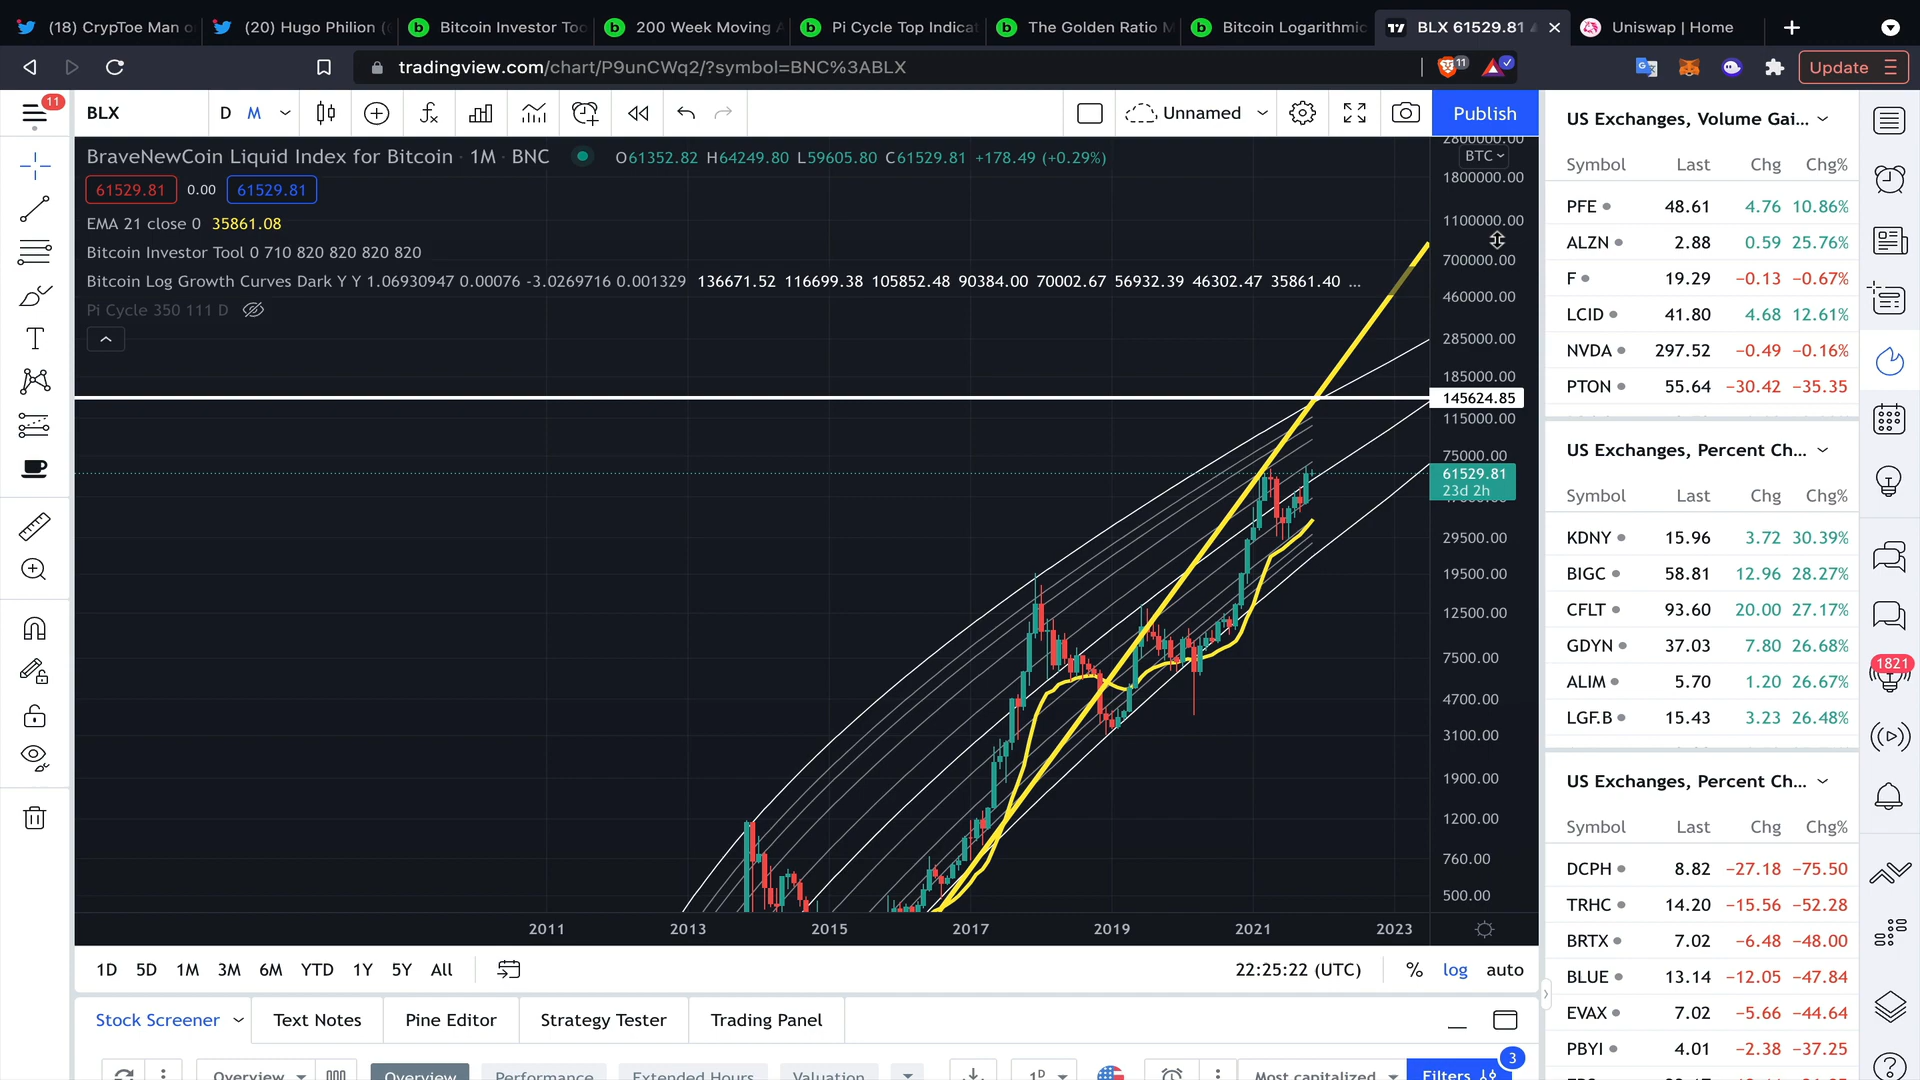 (18) CrypToe Man o
(20) Hugo Philion (
Bitcoin Investor Too
200 Week Moving A
Pi Cycle Top Indicat
The Golden Ratio M
Bitcoin Logarithmic
BLX 61529.81
Uniswap | Home
tradingview.com/chart/P9unCWq2/?symbol=BNC%3ABLX
11
Update
11
BLX
D M
Unnamed
Publish
BraveNewCoin Liquid Index for Bitcoin · 1M · BNC
O61352.82 H64249.80 L59605.80 C61529.81 +178.49 (+0.29%)
61529.81 0.00 61529.81
EMA 21 close 0 35861.08
Bitcoin Investor Tool 0 710 820 820 820 820
Bitcoin Log Growth Curves Dark Y Y 1.06930947 0.00076 -3.0269716 0.001329 136671.52 116699.38 105852.48 90384.00 70002.67 56932.39 46302.47 35861.40 ...
Pi Cycle 350 111 D
2800000.00
BTC
1800000.00
1100000.00
700000.00
460000.00
285000.00
185000.00
145624.85
115000.00
75000.00
61529.81
23d 2h
29500.00
19500.00
12500.00
7500.00
4700.00
3100.00
1900.00
1200.00
760.00
500.00
2011 2013 2015 2017 2019 2021 2023
1D 5D 1M 3M 6M YTD 1Y 5Y All
22:25:22 (UTC) % log auto
Stock Screener Text Notes Pine Editor Strategy Tester Trading Panel
Overview Overview Performance Extended Hours Valuation 1D Most capitalized Filters 3
US Exchanges, Volume Gai...
Symbol Last Chg Chg%
PFE 48.61 4.76 10.86%
ALZN 2.88 0.59 25.76%
F 19.29 −0.13 −0.67%
LCID 41.80 4.68 12.61%
NVDA 297.52 −0.49 −0.16%
PTON 55.64 −30.42 −35.35
US Exchanges, Percent Ch...
Symbol Last Chg Chg%
KDNY 15.96 3.72 30.39%
BIGC 58.81 12.96 28.27%
CFLT 93.60 20.00 27.17%
GDYN 37.03 7.80 26.68%
ALIM 5.70 1.20 26.67%
LGF.B 15.43 3.23 26.48%
US Exchanges, Percent Ch...
Symbol Last Chg Chg%
DCPH 8.82 −27.18 −75.50
TRHC 14.20 −15.56 −52.28
BRTX 7.02 −6.48 −48.00
BLUE 13.14 −12.05 −47.84
EVAX 7.02 −5.66 −44.64
PBYI 4.01 −2.38 −37.25
1821